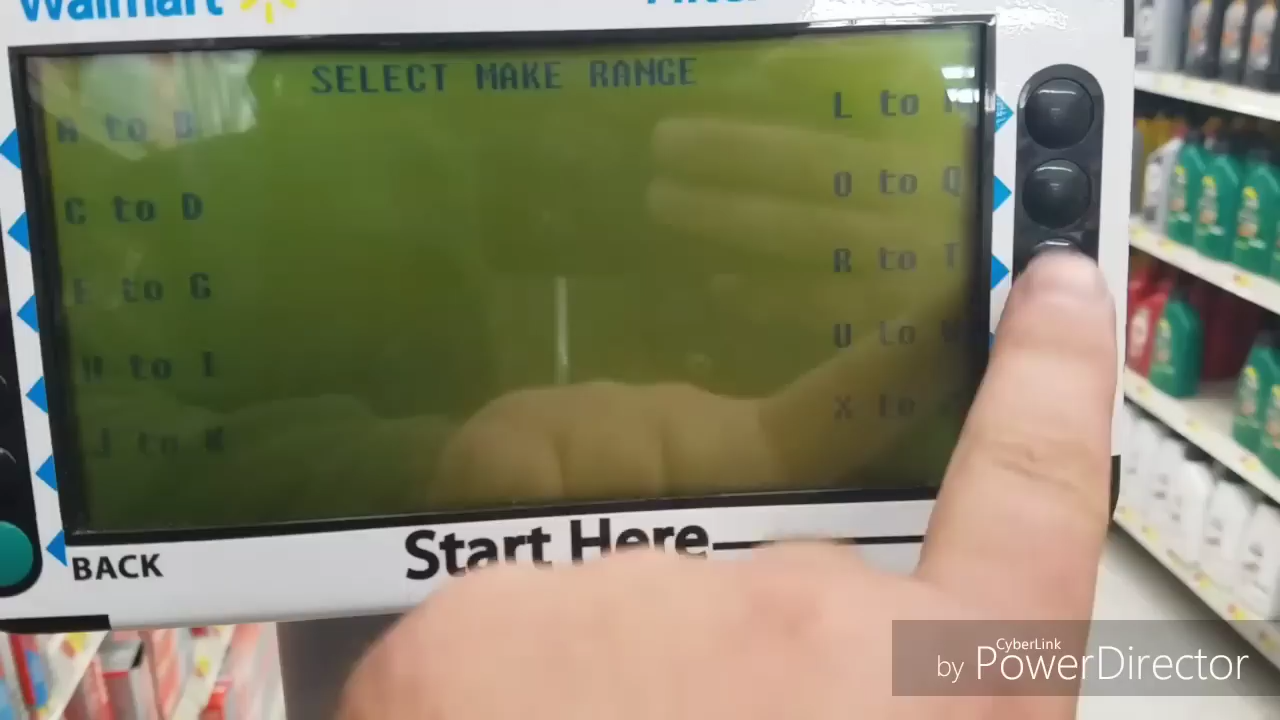 Walmart
SELECT MAKE RANGE
A to B
C to D
to G
H to I
J to K
L to
O to Q
R to T
U to
X to
BACK
Start Here
CyberLink
by PowerDirector